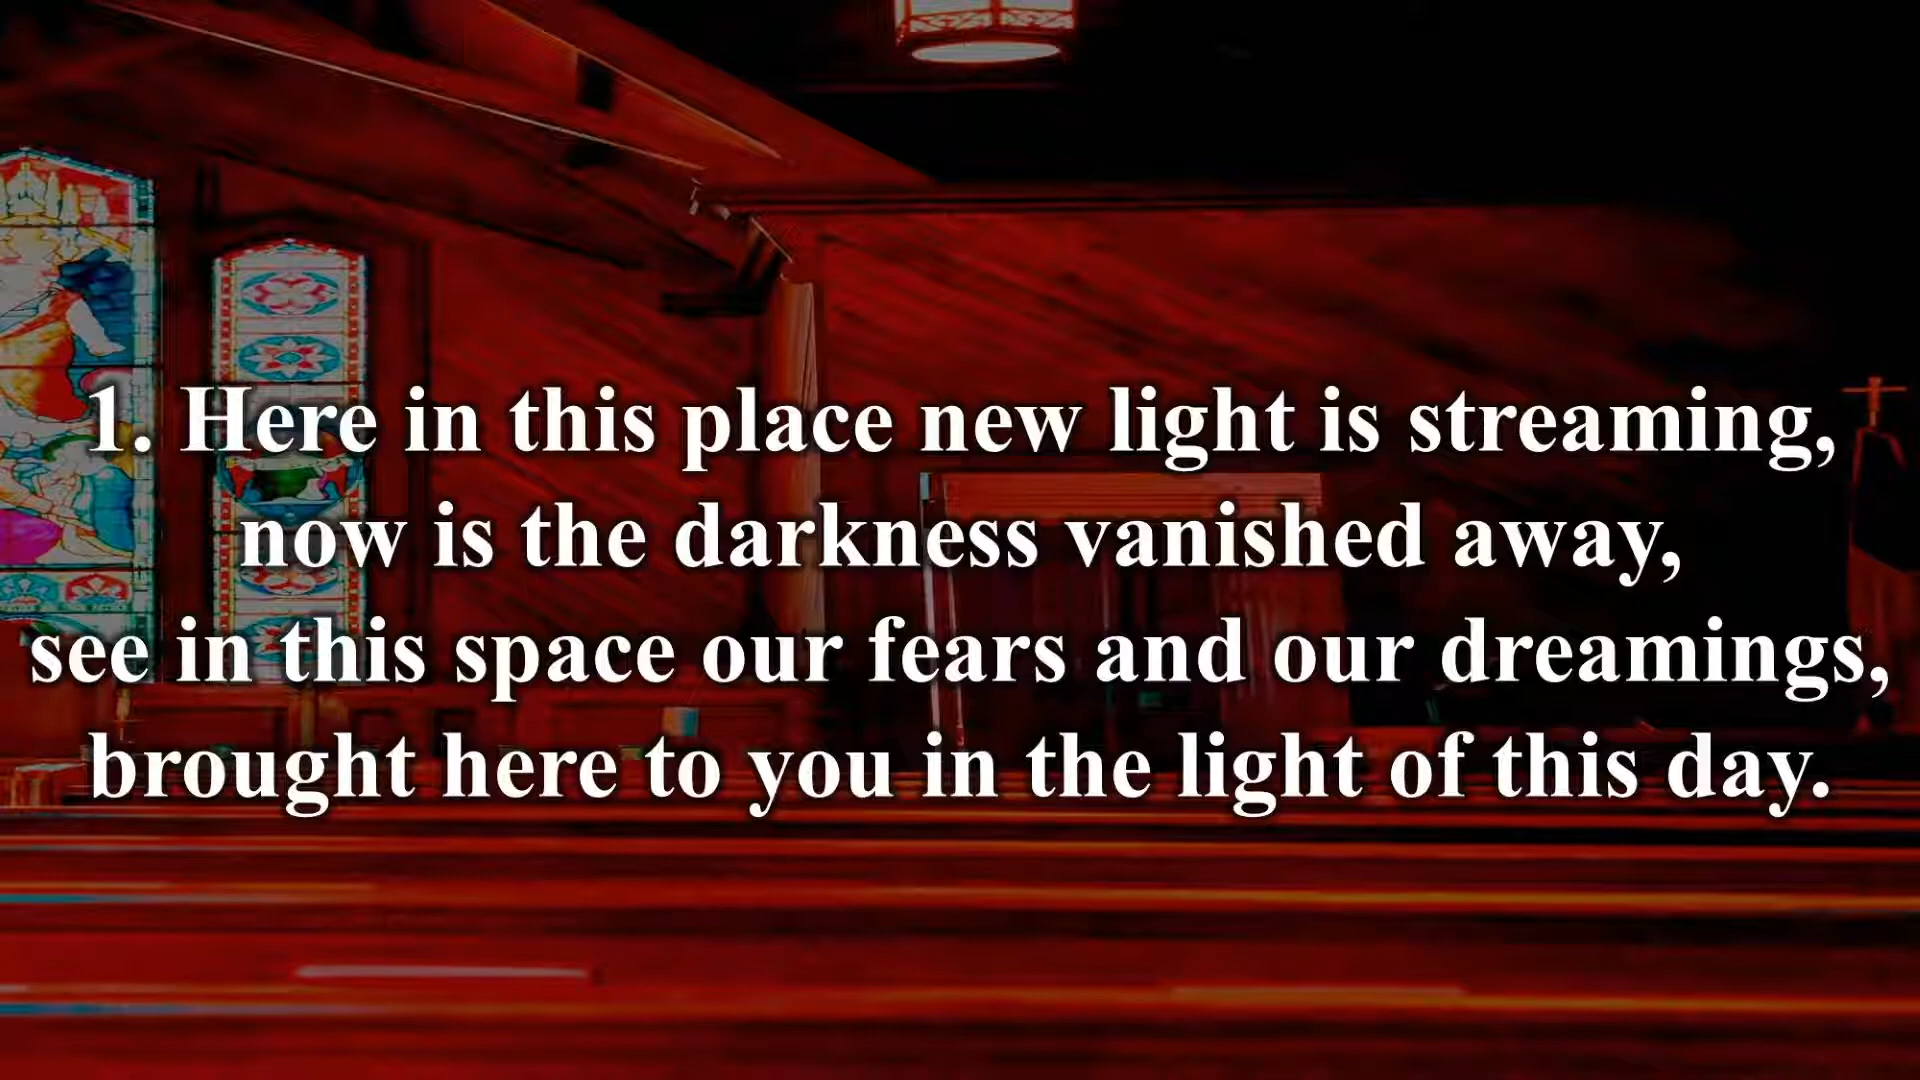 1. Here in this place new light is streaming,
now is the darkness vanished away,
see in this space our fears and our dreamings,
brought here to you in the light of this day.